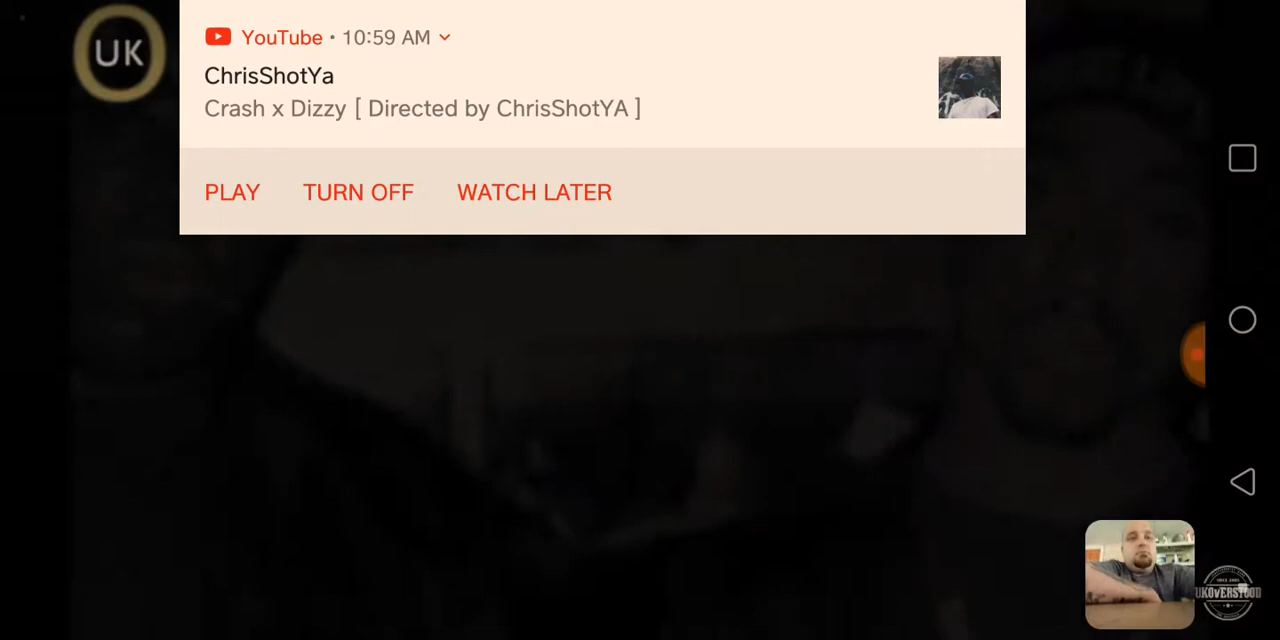 UK
YouTube • 10:59 AM
ChrisShotYa
Crash x Dizzy [ Directed by ChrisShotYA ]
PLAY TURN OFF WATCH LATER
UKOVERSTOOD